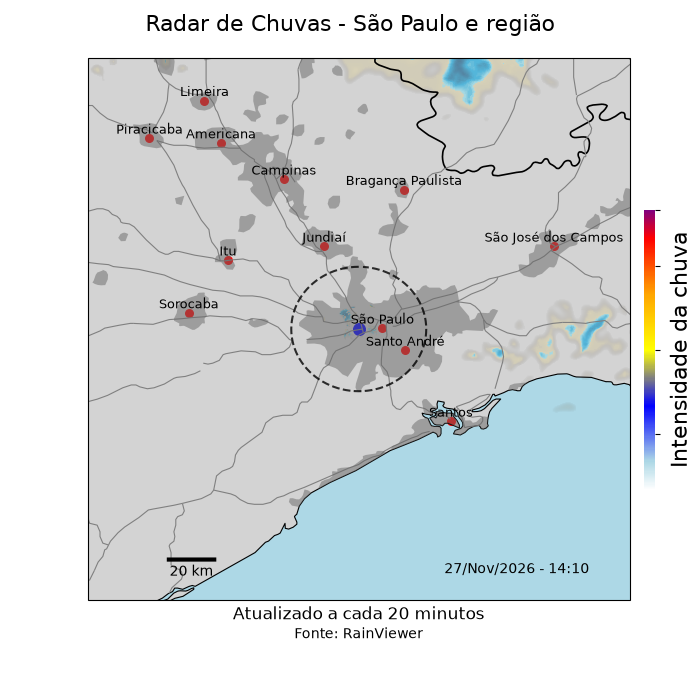 Radar de Chuvas - São Paulo e região
Limeira
Piracicaba
Americana
Campinas
Bragança Paulista
Jundiaí
São José dos Campos
Itu
Sorocaba
São Paulo
Santo André
Santos
Intensidade da chuva
20 km
27/Nov/2026 - 14:10
Atualizado a cada 20 minutos
Fonte: RainViewer